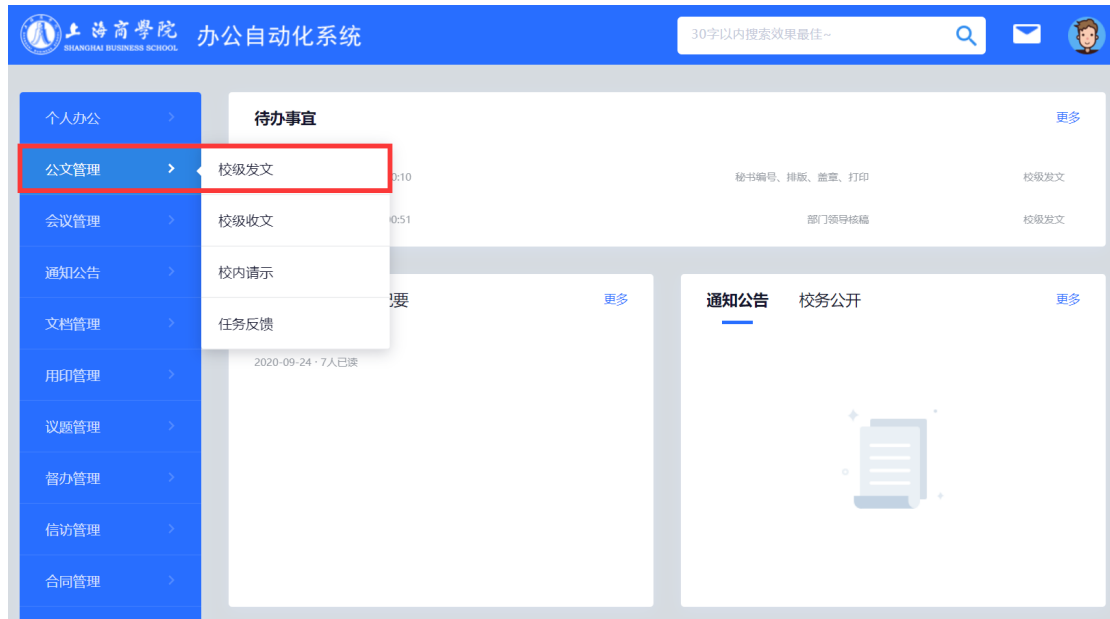 上海商學院
SHANGHAI BUSINESS SCHOOL
办公自动化系统
30字以内搜索效果最佳~
个人办公
公文管理
会议管理
通知公告
文档管理
用印管理
议题管理
督办管理
信访管理
合同管理
校级发文
校级收文
校内请示
任务反馈
待办事宜 更多
0:10 秘书编号、排版、盖章、打印 校级发文
0:51 部门领导核稿 校级发文
要 更多
2020-09-24 · 7人已读
通知公告 校务公开 更多